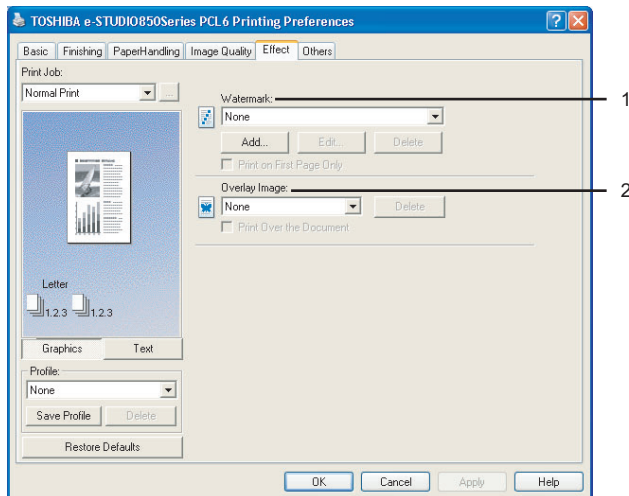 TOSHIBA e-STUDIO850Series PCL6 Printing Preferences
Basic Finishing PaperHandling Image Quality Effect Others
Print Job:
Normal Print ...
Letter
1.2.3 1.2.3
Graphics Text
Profile:
None
Save Profile Delete
Restore Defaults
Watermark: 1
None
Add... Edit... Delete
Print on First Page Only
Overlay Image: 2
None Delete
Print Over the Document
OK Cancel Apply Help